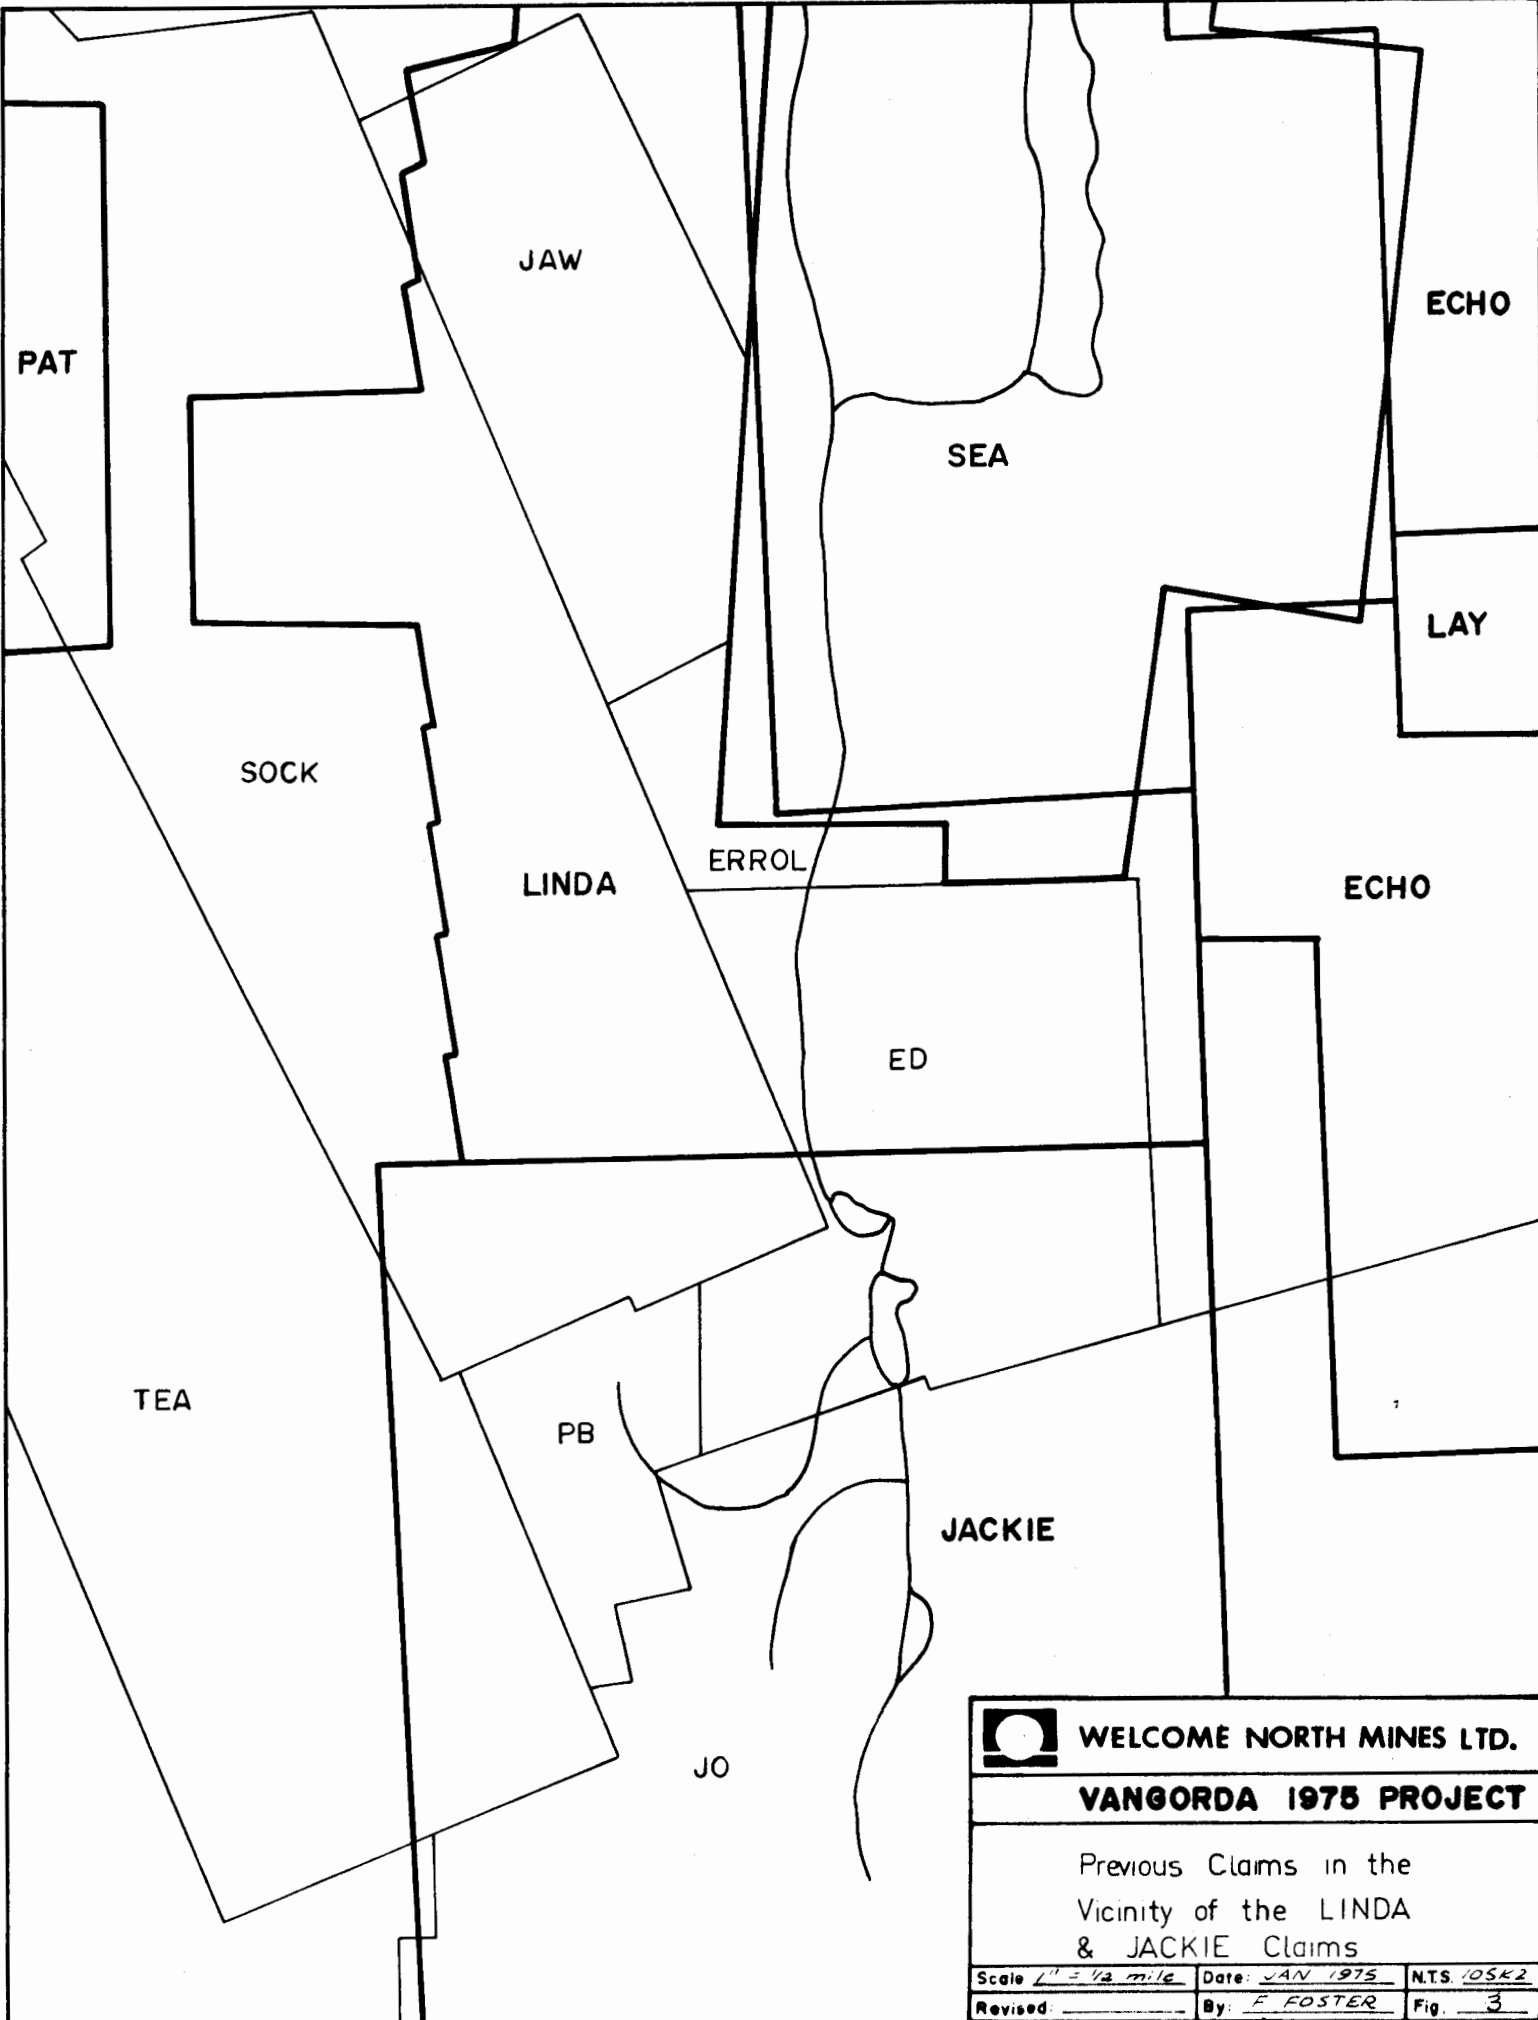 JAW
ECHO
PAT
SEA
LAY
SOCK
ERROL
LINDA
ECHO
ED
TEA
PB
JACKIE
JO
WELCOME NORTH MINES LTD.
VANGORDA 1975 PROJECT
Previous Claims in the
Vicinity of the LINDA
& JACKIE Claims
Scale 1" = 1/2 mile Date: JAN 1975 N.T.S. 105K2
Revised: By: F FOSTER Fig. 3